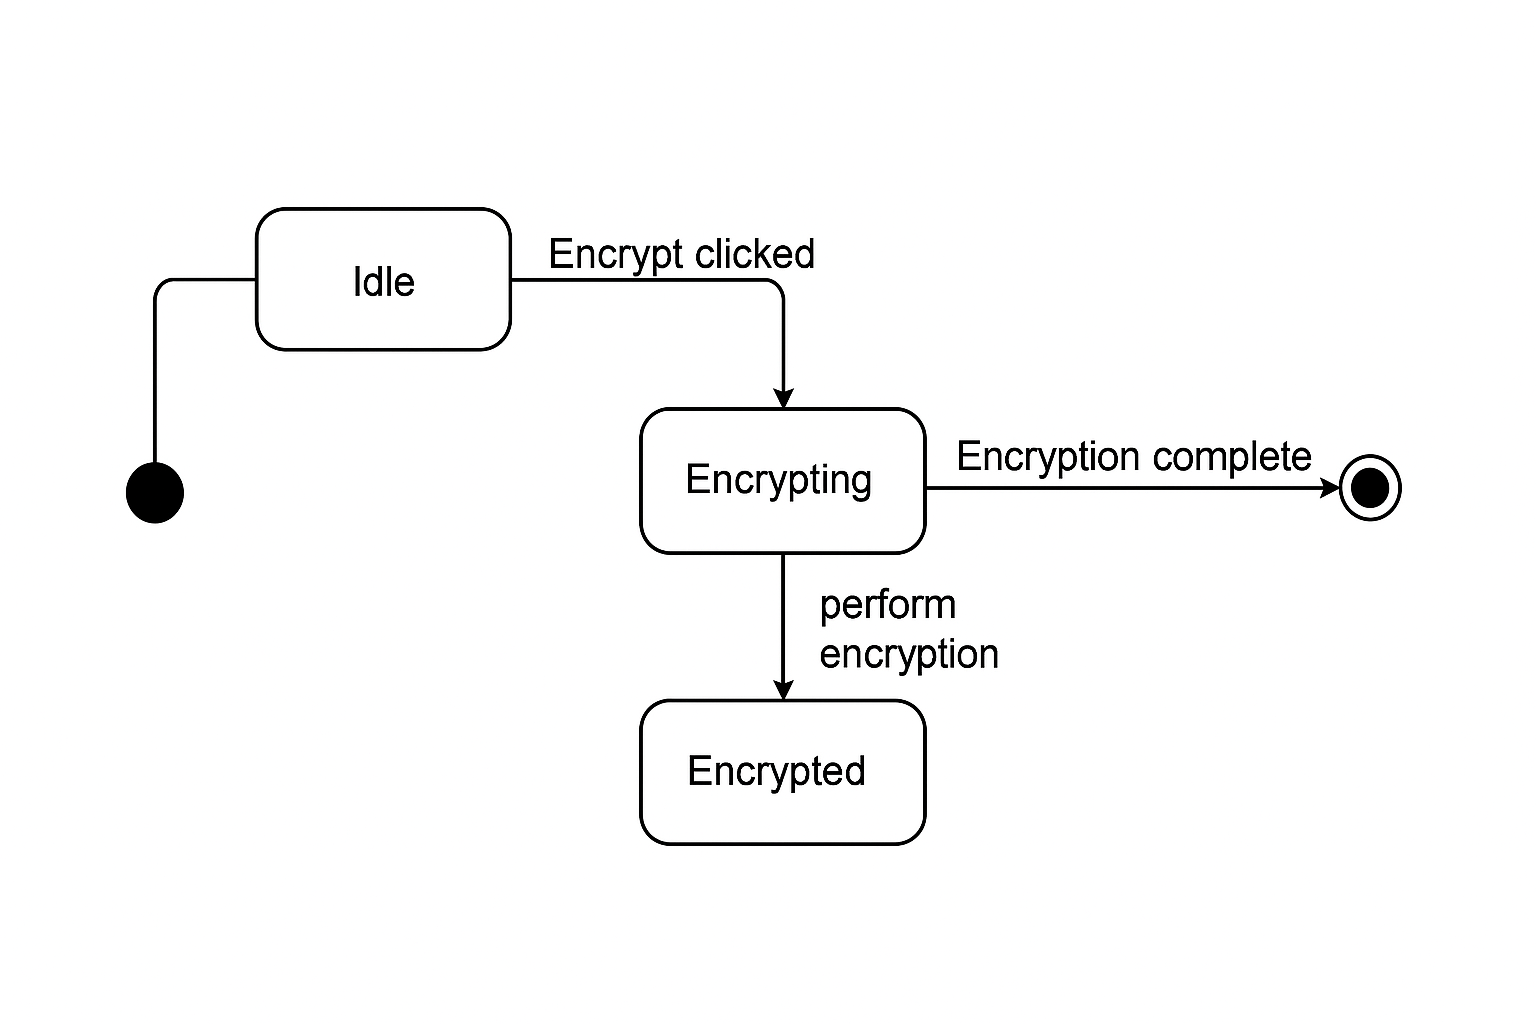 Idle
Encrypt clicked
Encrypting
Encryption complete
perform
encryption
Encrypted